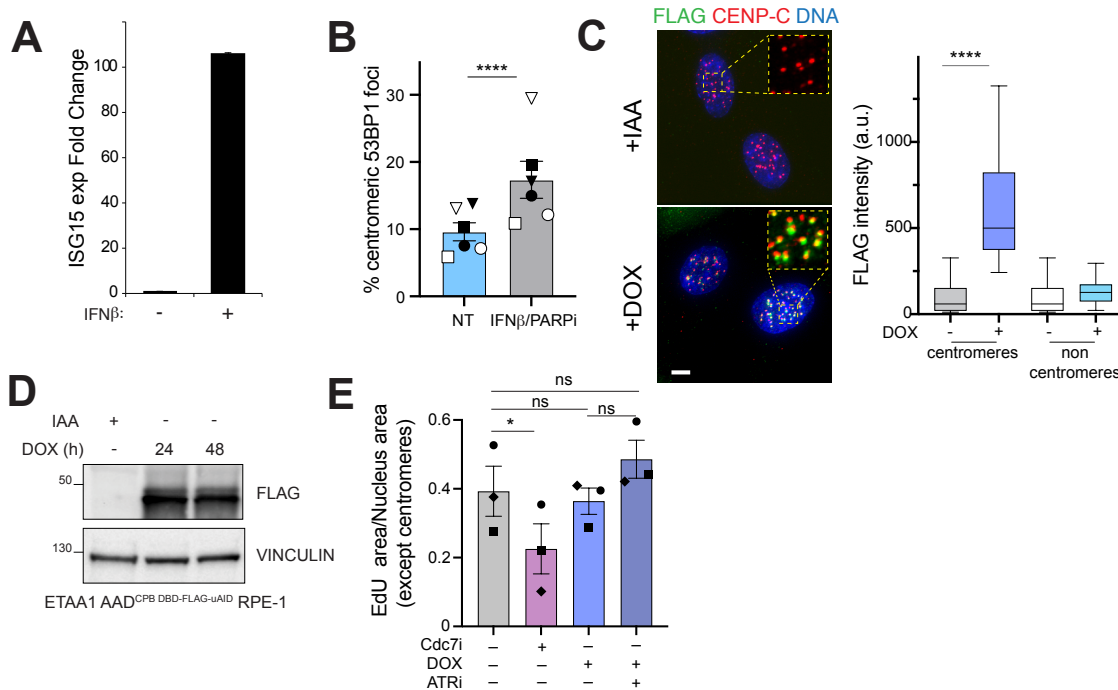 A
ISG15 exp Fold Change
100
80
60
40
20
0
IFNβ: - +
B
% centromeric 53BP1 foci
****
30
20
10
0
NT IFNβ/PARPi
C
FLAG CENP-C DNA
+IAA
+DOX
FLAG intensity (a.u.)
****
1000
500
0
DOX - + - +
centromeres non
centromeres
D
IAA + - -
DOX (h) - 24 48
50
FLAG
130
VINCULIN
ETAA1 AAD CPB DBD-FLAG-uAID RPE-1
E
EdU area/Nucleus area
(except centromeres)
ns
ns
ns
*
0.6
0.4
0.2
0
Cdc7i – + – –
DOX – – + +
ATRi – – – +